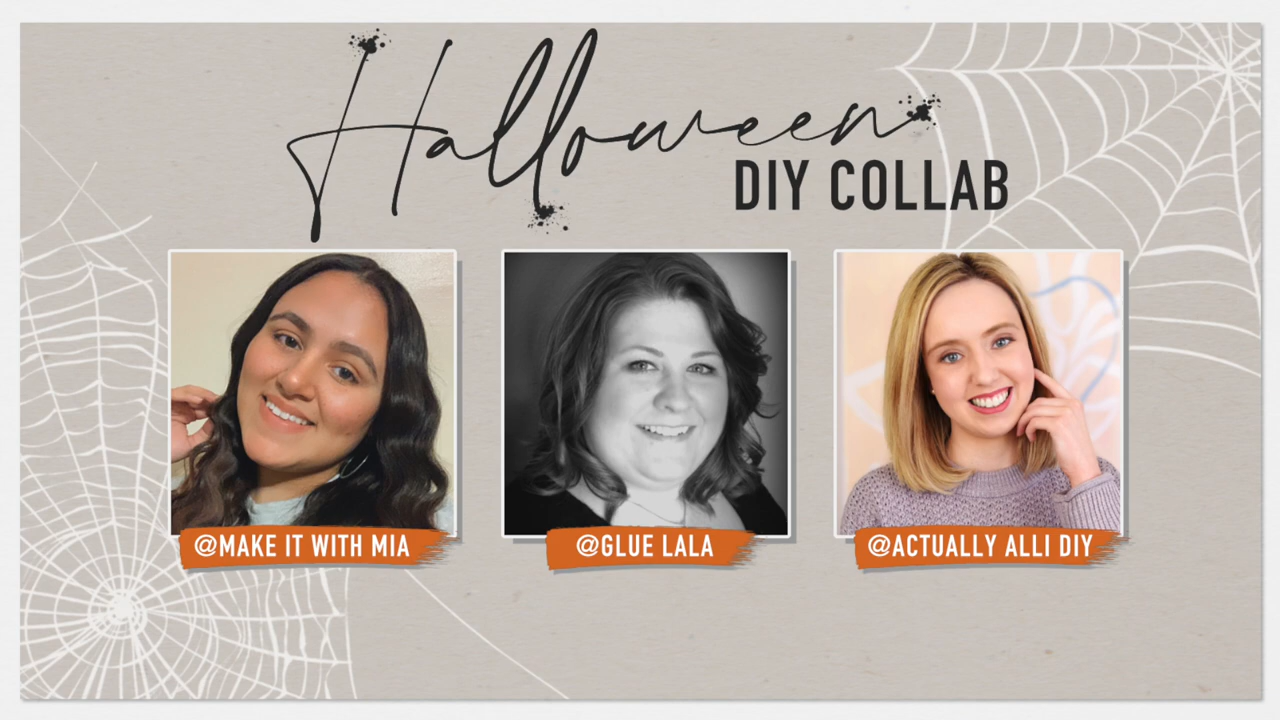 Halloween
DIY COLLAB
@MAKE IT WITH MIA
@GLUE LALA
@ACTUALLY ALLI DIY